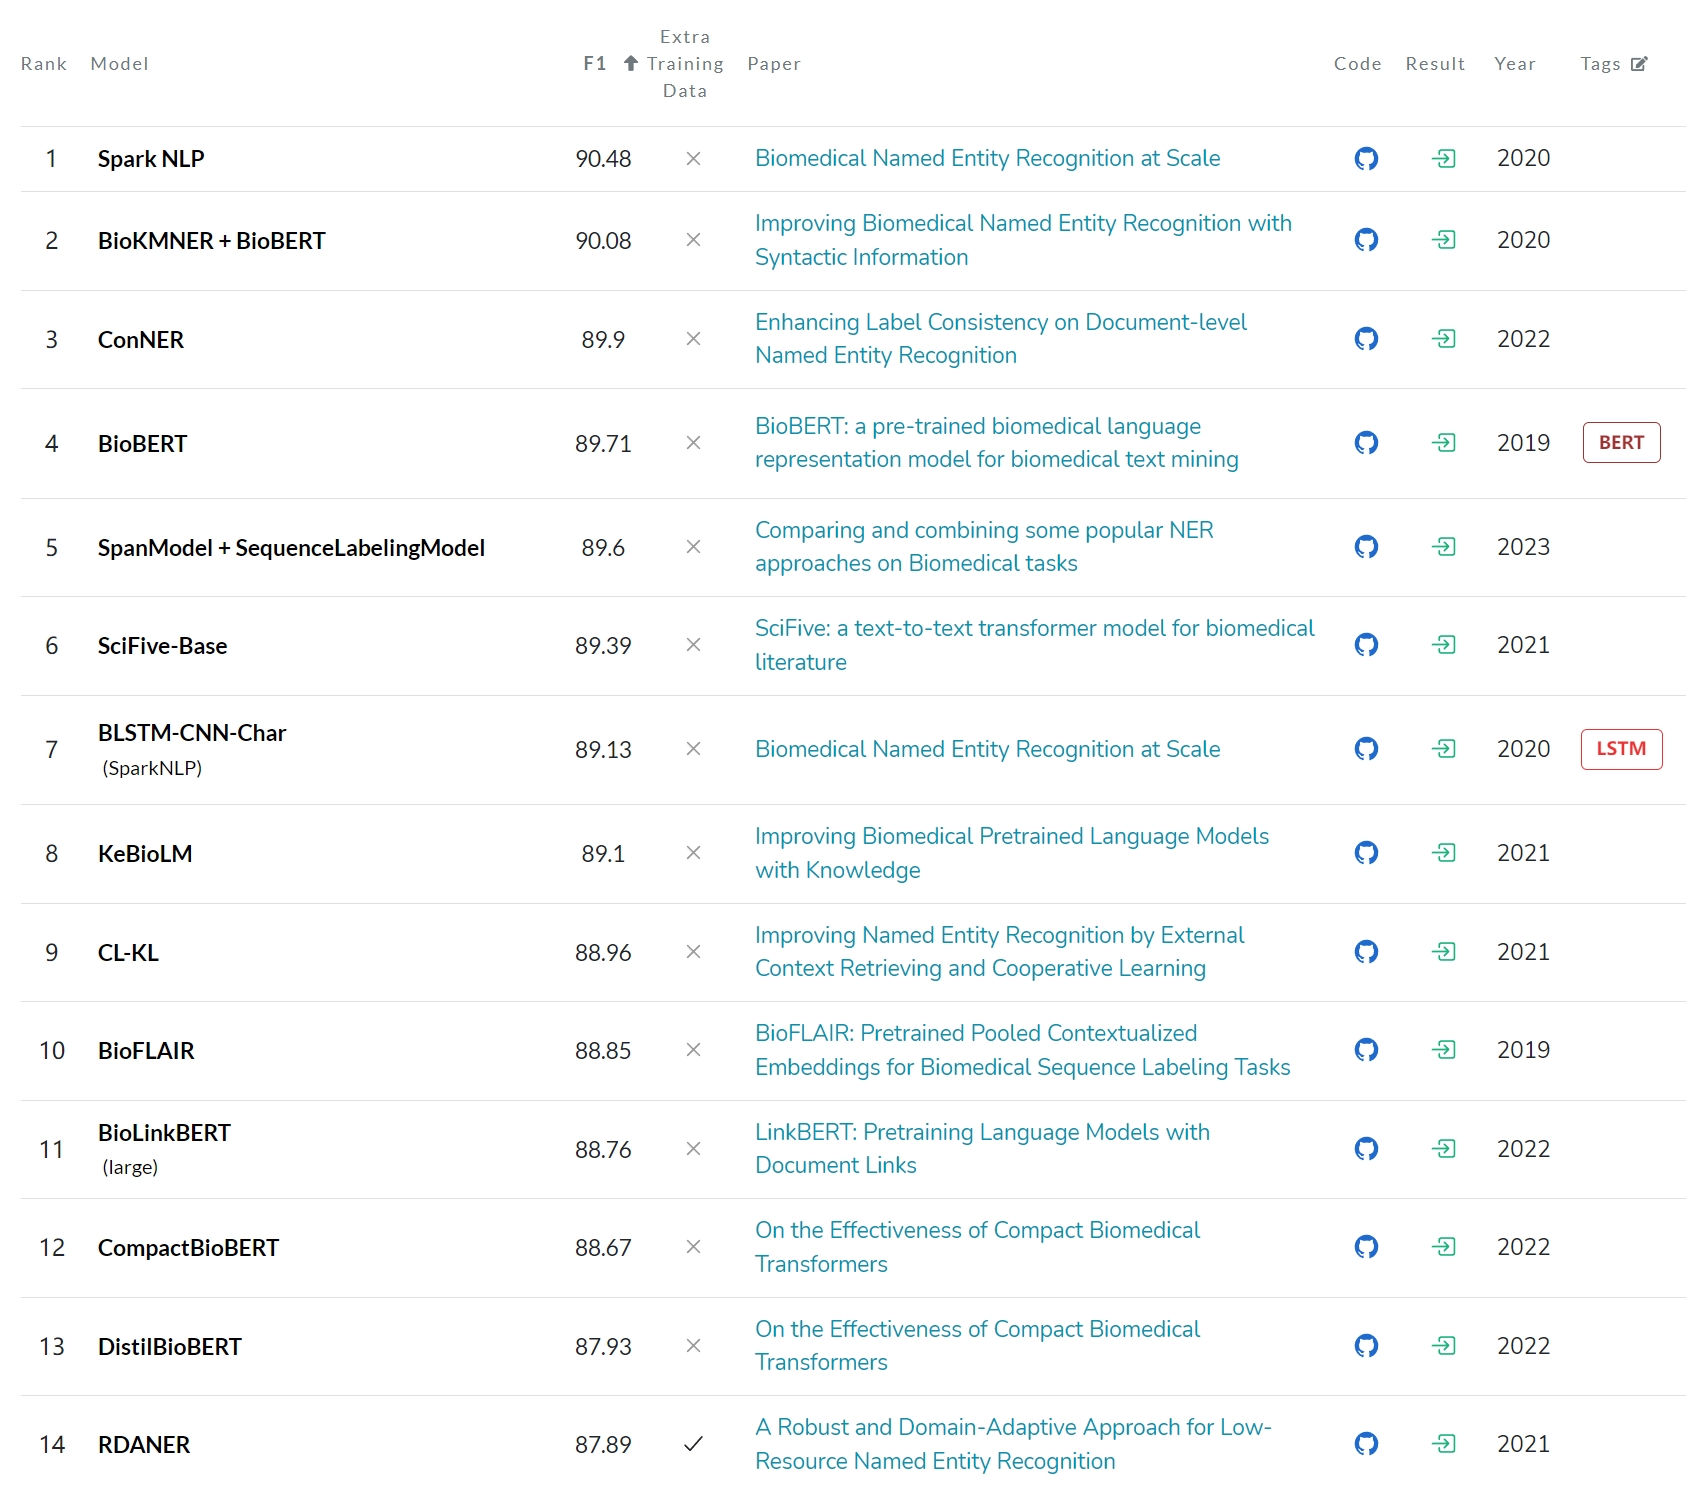 Rank Model F1 Extra Training Data Paper Code Result Year Tags
1 Spark NLP 90.48 Biomedical Named Entity Recognition at Scale 2020
2 BioKMNER + BioBERT 90.08 Improving Biomedical Named Entity Recognition with
Syntactic Information 2020
3 ConNER 89.9 Enhancing Label Consistency on Document-level
Named Entity Recognition 2022
4 BioBERT 89.71 BioBERT: a pre-trained biomedical language
representation model for biomedical text mining 2019 BERT
5 SpanModel + SequenceLabelingModel 89.6 Comparing and combining some popular NER
approaches on Biomedical tasks 2023
6 SciFive-Base 89.39 SciFive: a text-to-text transformer model for biomedical
literature 2021
7 BLSTM-CNN-Char
(SparkNLP) 89.13 Biomedical Named Entity Recognition at Scale 2020 LSTM
8 KeBioLM 89.1 Improving Biomedical Pretrained Language Models
with Knowledge 2021
9 CL-KL 88.96 Improving Named Entity Recognition by External
Context Retrieving and Cooperative Learning 2021
10 BioFLAIR 88.85 BioFLAIR: Pretrained Pooled Contextualized
Embeddings for Biomedical Sequence Labeling Tasks 2019
11 BioLinkBERT
(large) 88.76 LinkBERT: Pretraining Language Models with
Document Links 2022
12 CompactBioBERT 88.67 On the Effectiveness of Compact Biomedical
Transformers 2022
13 DistilBioBERT 87.93 On the Effectiveness of Compact Biomedical
Transformers 2022
14 RDANER 87.89 A Robust and Domain-Adaptive Approach for Low-
Resource Named Entity Recognition 2021